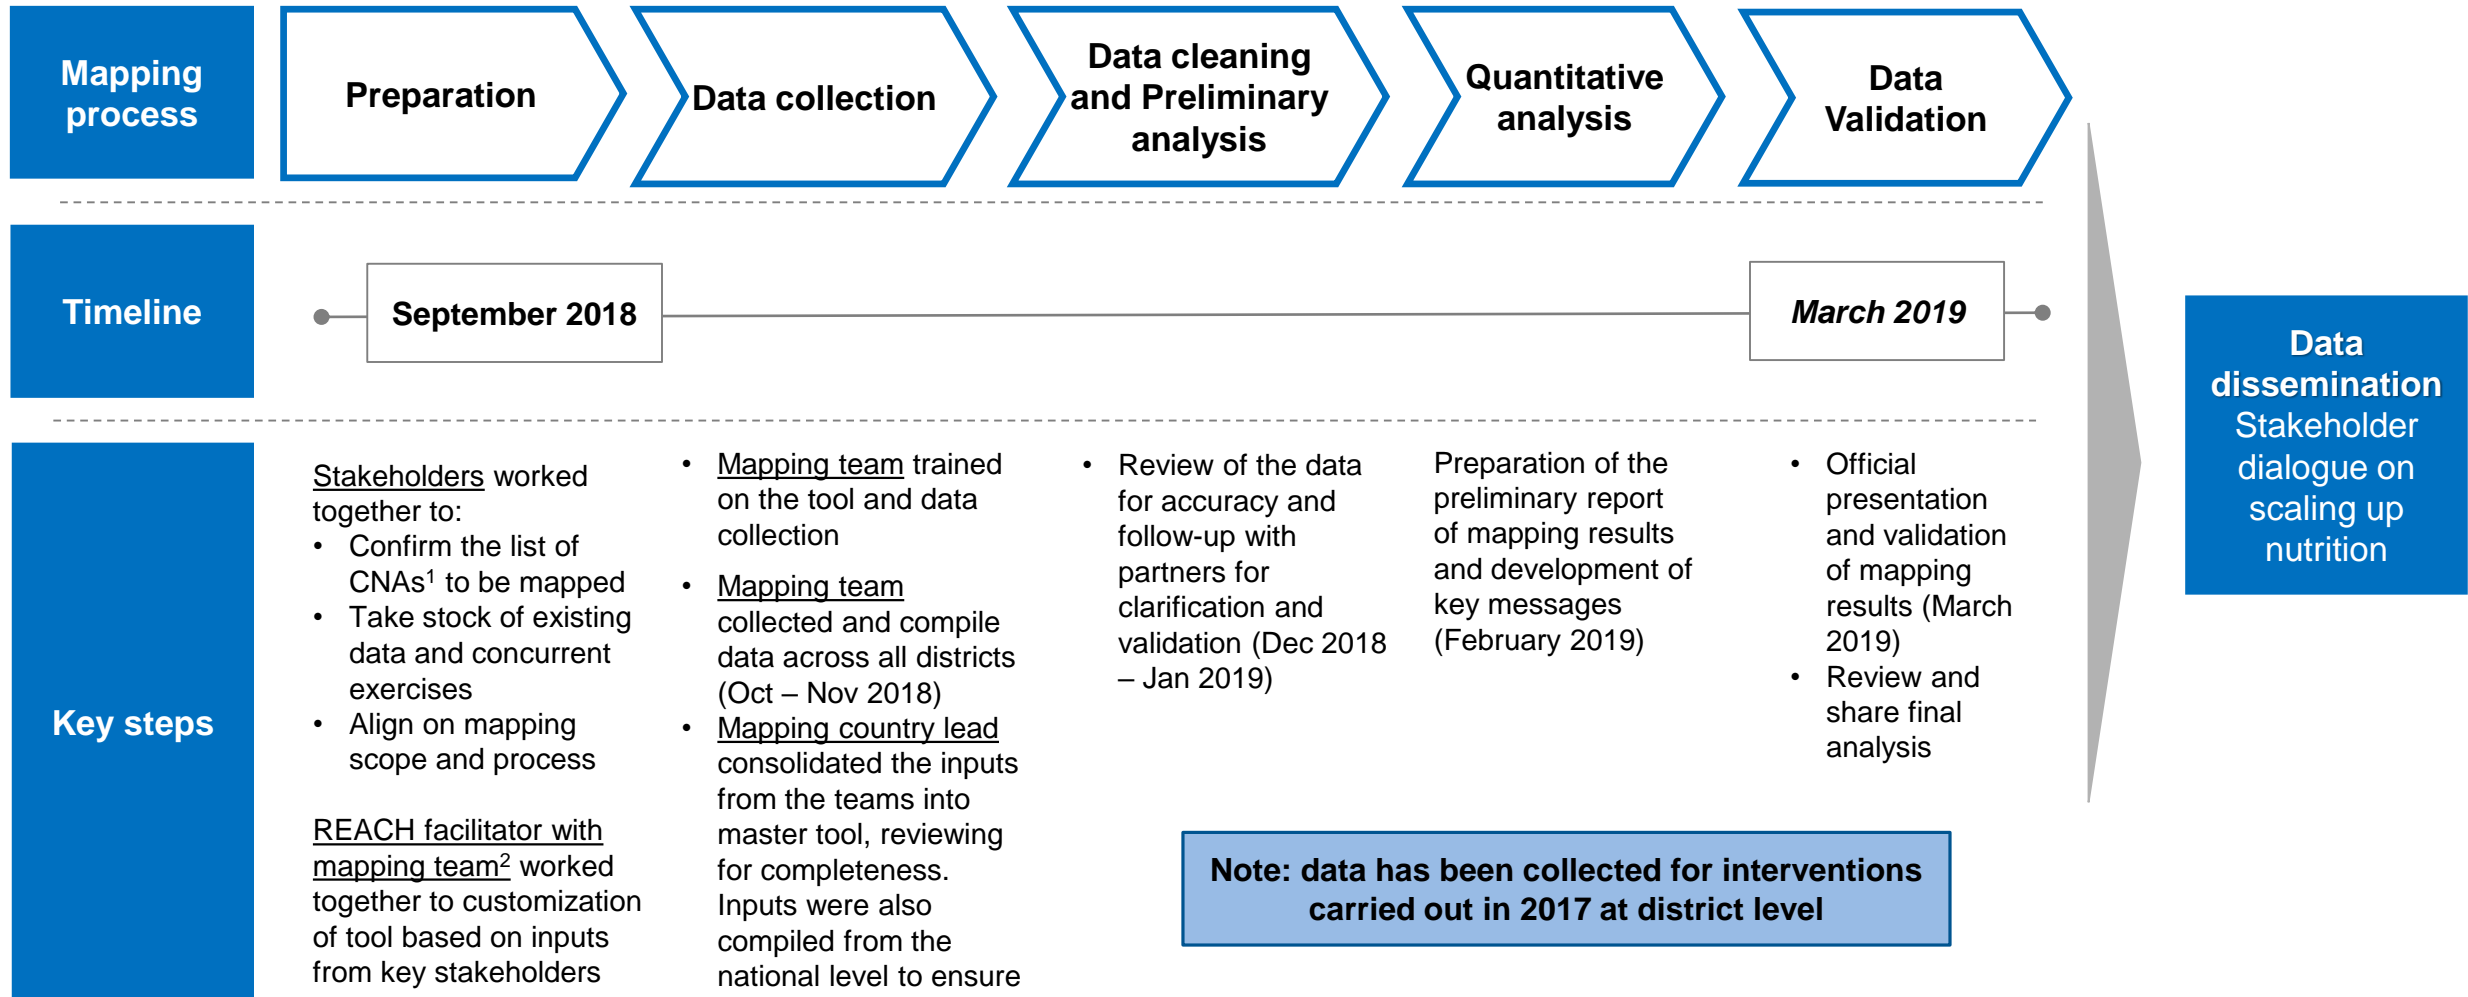 Mapping
process
Preparation
Data collection
Data cleaning
and Preliminary
analysis
Quantitative
analysis
Data
Validation
Timeline
September 2018
March 2019
Key steps
Stakeholders worked
together to:
• Confirm the list of
CNAs¹ to be mapped
• Take stock of existing
data and concurrent
exercises
• Align on mapping
scope and process
REACH facilitator with
mapping team² worked
together to customization
of tool based on inputs
from key stakeholders
• Mapping team trained
on the tool and data
collection
• Mapping team
collected and compile
data across all districts
(Oct – Nov 2018)
• Mapping country lead
consolidated the inputs
from the teams into
master tool, reviewing
for completeness.
Inputs were also
compiled from the
national level to ensure
• Review of the data
for accuracy and
follow-up with
partners for
clarification and
validation (Dec 2018
– Jan 2019)
Preparation of the
preliminary report
of mapping results
and development of
key messages
(February 2019)
• Official
presentation
and validation
of mapping
results (March
2019)
• Review and
share final
analysis
Note: data has been collected for interventions
carried out in 2017 at district level
Data
dissemination
Stakeholder
dialogue on
scaling up
nutrition